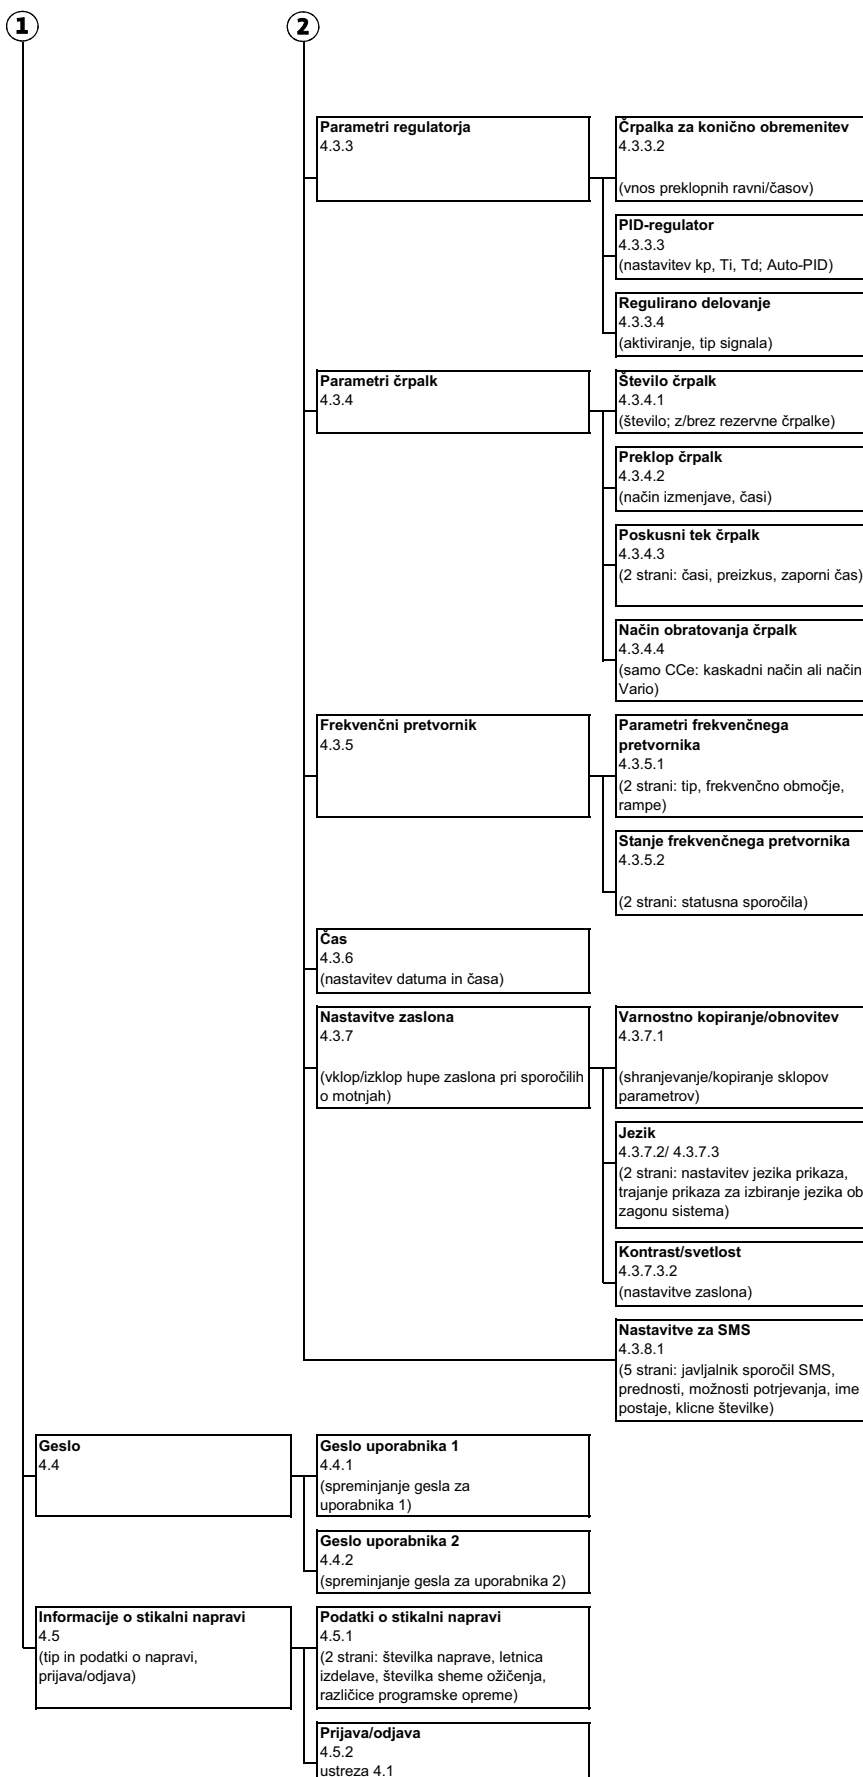 1
2
Parametri regulatorja
4.3.3
Črpalka za konično obremenitev
4.3.3.2
(vnos preklopnih ravni/časov)
PID-regulator
4.3.3.3
(nastavitev kp, Ti, Td; Auto-PID)
Regulirano delovanje
4.3.3.4
(aktiviranje, tip signala)
Parametri črpalk
4.3.4
Število črpalk
4.3.4.1
(število; z/brez rezervne črpalke)
Preklop črpalk
4.3.4.2
(način izmenjave, časi)
Poskusni tek črpalk
4.3.4.3
(2 strani: časi, preizkus, zaporni čas)
Način obratovanja črpalk
4.3.4.4
(samo CCe: kaskadni način ali način
Vario)
Frekvenčni pretvornik
4.3.5
Parametri frekvenčnega
pretvornika
4.3.5.1
(2 strani: tip, frekvenčno območje,
rampe)
Stanje frekvenčnega pretvornika
4.3.5.2
(2 strani: statusna sporočila)
Čas
4.3.6
(nastavitev datuma in časa)
Nastavitve zaslona
4.3.7
(vklop/izklop hupe zaslona pri sporočilih
o motnjah)
Varnostno kopiranje/obnovitev
4.3.7.1
(shranjevanje/kopiranje sklopov
parametrov)
Jezik
4.3.7.2/ 4.3.7.3
(2 strani: nastavitev jezika prikaza,
trajanje prikaza za izbiranje jezika ob
zagonu sistema)
Kontrast/svetlost
4.3.7.3.2
(nastavitve zaslona)
Nastavitve za SMS
4.3.8.1
(5 strani: javljalnik sporočil SMS,
prednosti, možnosti potrjevanja, ime
postaje, klicne številke)
Geslo
4.4
Geslo uporabnika 1
4.4.1
(spreminjanje gesla za
uporabnika 1)
Geslo uporabnika 2
4.4.2
(spreminjanje gesla za uporabnika 2)
Informacije o stikalni napravi
4.5
(tip in podatki o napravi,
prijava/odjava)
Podatki o stikalni napravi
4.5.1
(2 strani: številka naprave, letnica
izdelave, številka sheme ožičenja,
različice programske opreme)
Prijava/odjava
4.5.2
ustreza 4.1